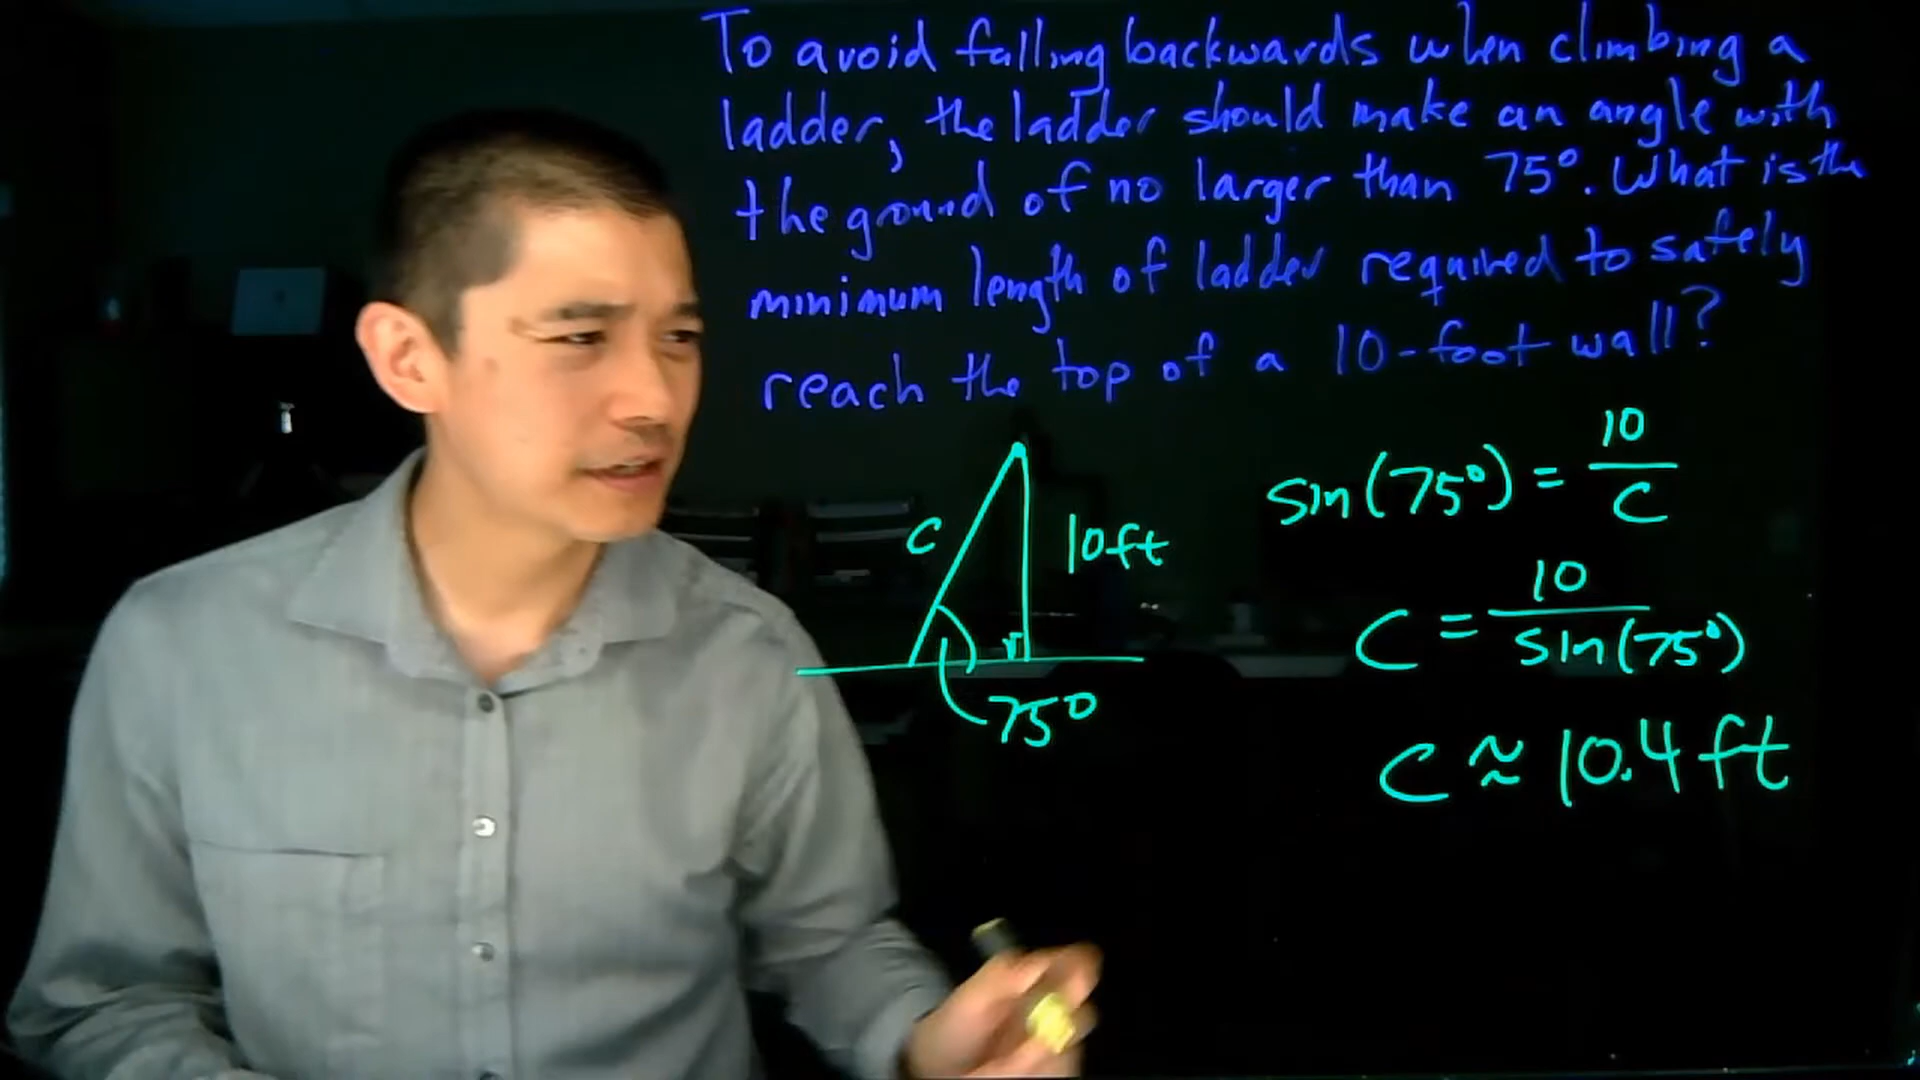 To avoid falling backwards when climbing a
ladder, the ladder should make an angle with
the ground of no larger than 75°. What is the
minimum length of ladder required to safely
reach the top of a 10-foot wall?
c
10ft
75°
sin(75°) = 10/c
c = 10/sin(75°)
c ≈ 10.4 ft